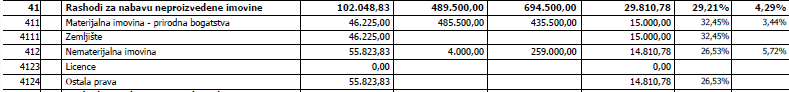 41 Rashodi za nabavu neproizvedene imovine 102.048,83 489.500,00 694.500,00 29.810,78 29,21% 4,29%
411 Materijalna imovina - prirodna bogatstva 46.225,00 485.500,00 435.500,00 15.000,00 32,45% 3,44%
4111 Zemljište 46.225,00 15.000,00 32,45%
412 Nematerijalna imovina 55.823,83 4.000,00 259.000,00 14.810,78 26,53% 5,72%
4123 Licence 0,00 0,00
4124 Ostala prava 55.823,83 14.810,78 26,53%